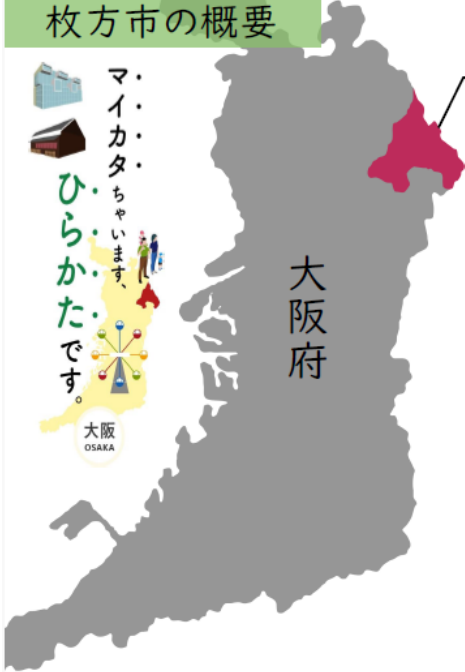 枚方市の概要
マイカタちゃいます、
ひらかたです。
大阪
OSAKA
大阪府